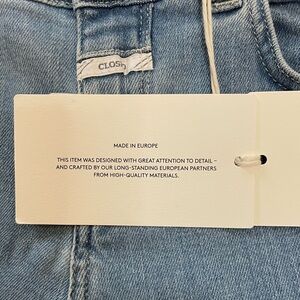 CLOSED
MADE IN EUROPE
THIS ITEM WAS DESIGNED WITH GREAT ATTENTION TO DETAIL –
AND CRAFTED BY OUR LONG-STANDING EUROPEAN PARTNERS
FROM HIGH-QUALITY MATERIALS.